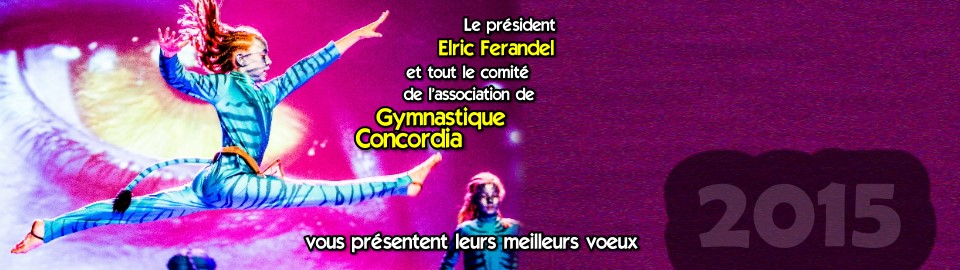 Le président
Elric Ferandel
et tout le comité
de l'association de
Gymnastique
Concordia
vous présentent leurs meilleurs voeux
2015